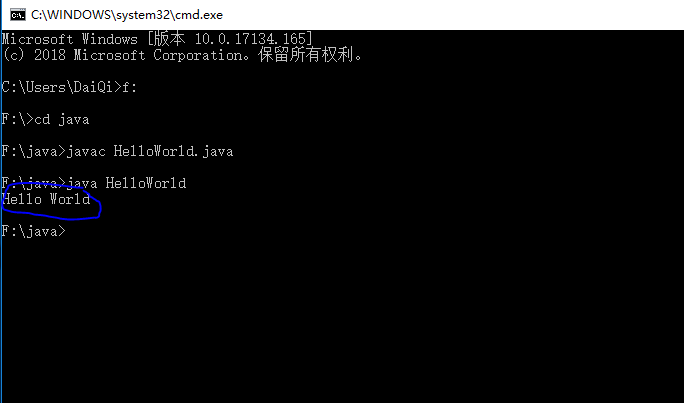 C:\WINDOWS\system32\cmd.exe
Microsoft Windows [版本 10.0.17134.165]
(c) 2018 Microsoft Corporation。保留所有权利。
C:\Users\DaiQi>f:
F:\>cd java
F:\java>javac HelloWorld.java
F:\java>java HelloWorld
Hello World
F:\java>